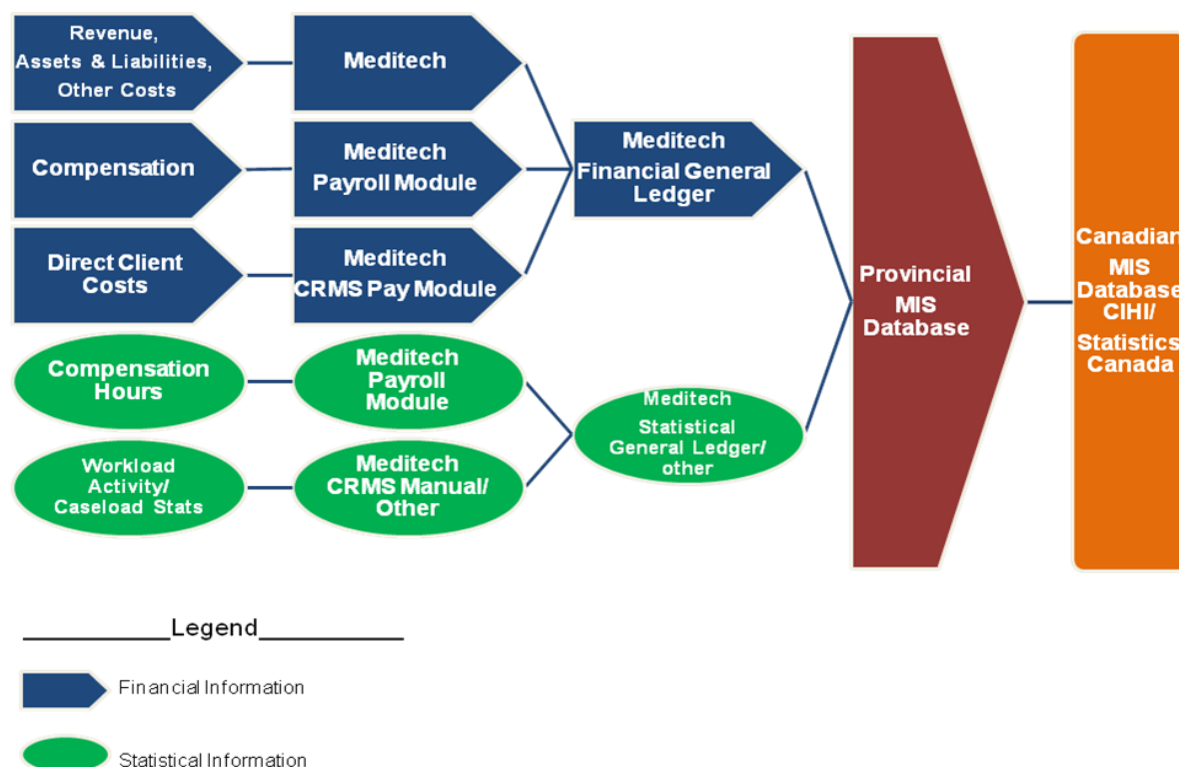 Revenue,
Assets & Liabilities,
Other Costs
Meditech
Compensation
Meditech
Payroll Module
Meditech
Financial General
Ledger
Direct Client
Costs
Meditech
CRMS Pay Module
Provincial
MIS
Database
Canadian
MIS
Database
CIHI/
Statistics
Canada
Compensation
Hours
Meditech
Payroll
Module
Meditech
Statistical
General Ledger/
other
Workload
Activity/
Caseload Stats
Meditech
CRMS Manual/
Other
Legend
Financial Information
Statistical Information